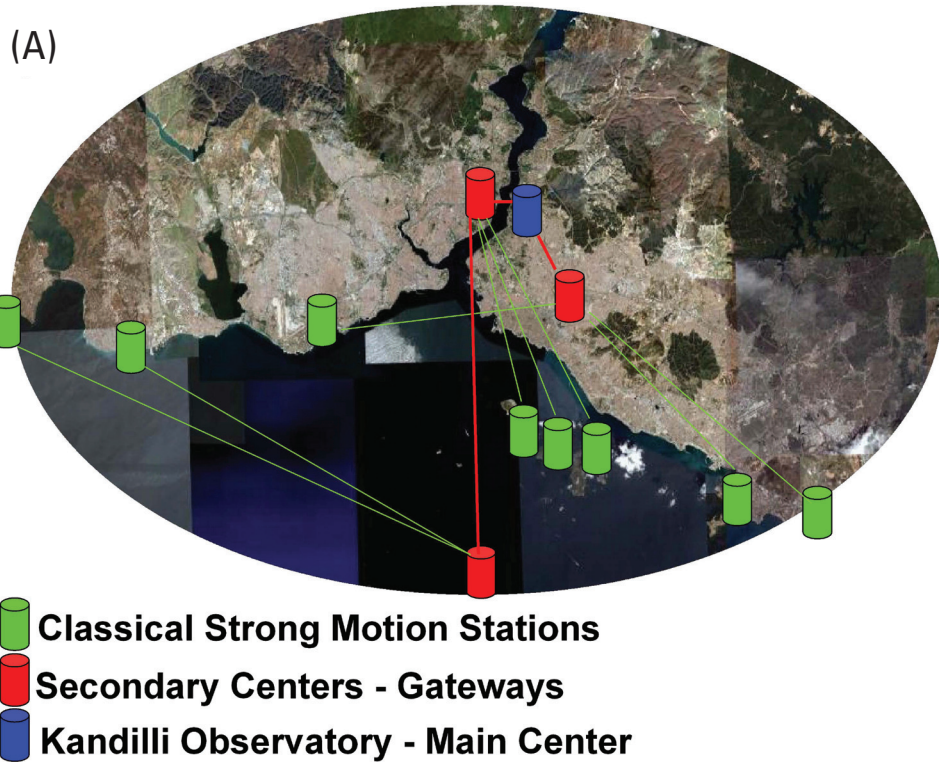 (A)
Classical Strong Motion Stations
Secondary Centers - Gateways
Kandilli Observatory - Main Center